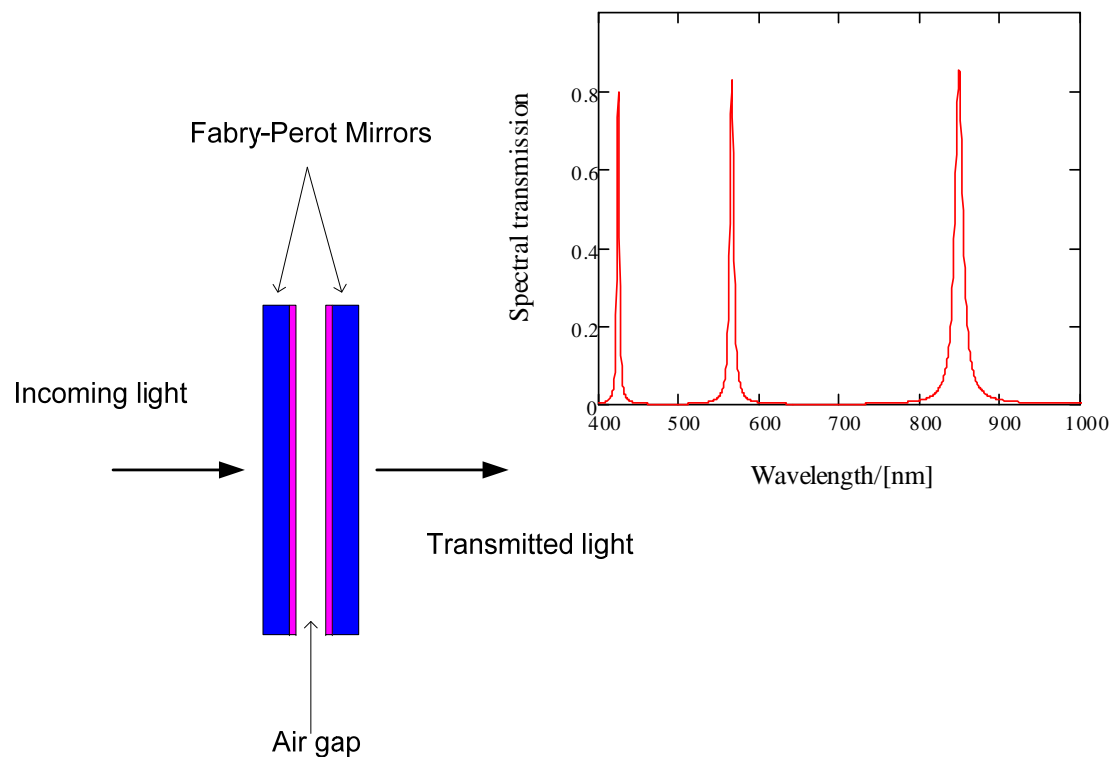 Fabry-Perot Mirrors
Incoming light
Transmitted light
Air gap
Spectral transmission
0.8
0.6
0.4
0.2
0
400 500 600 700 800 900 1000
Wavelength/[nm]